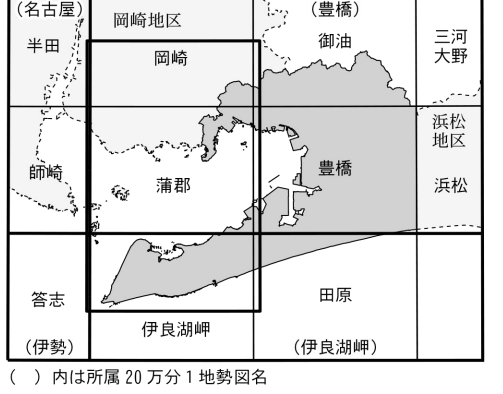 (名古屋)
岡崎地区
(豊橋)
半田
岡崎
御油
三河
大野
浜松
地区
師崎
蒲郡
豊橋
浜松
答志
田原
伊良湖岬
(伊勢)
(伊良湖岬)
(　)内は所属20万分1地勢図名